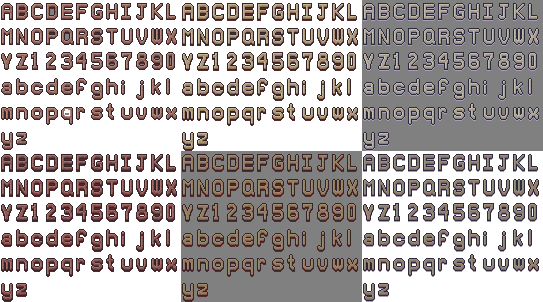 ABCDEFGHIJKL ABCDEFGHIJKL ABCDEFGHIJKL
MNOPQRSTUVWX MNOPQRSTUVWX MNOPQRSTUVWX
YZ1234567890 YZ1234567890 YZ1234567890
abcdefghijkl abcdefghijkl abcdefghijkl
mnopqrstuvwx mnopqrstuvwx mnopqrstuvwx
yz yz yz
ABCDEFGHIJKL ABCDEFGHIJKL ABCDEFGHIJKL
MNOPQRSTUVWX MNOPQRSTUVWX MNOPQRSTUVWX
YZ1234567890 YZ1234567890 YZ1234567890
abcdefghijkl abcdefghijkl abcdefghijkl
mnopqrstuvwx mnopqrstuvwx mnopqrstuvwx
yz yz yz